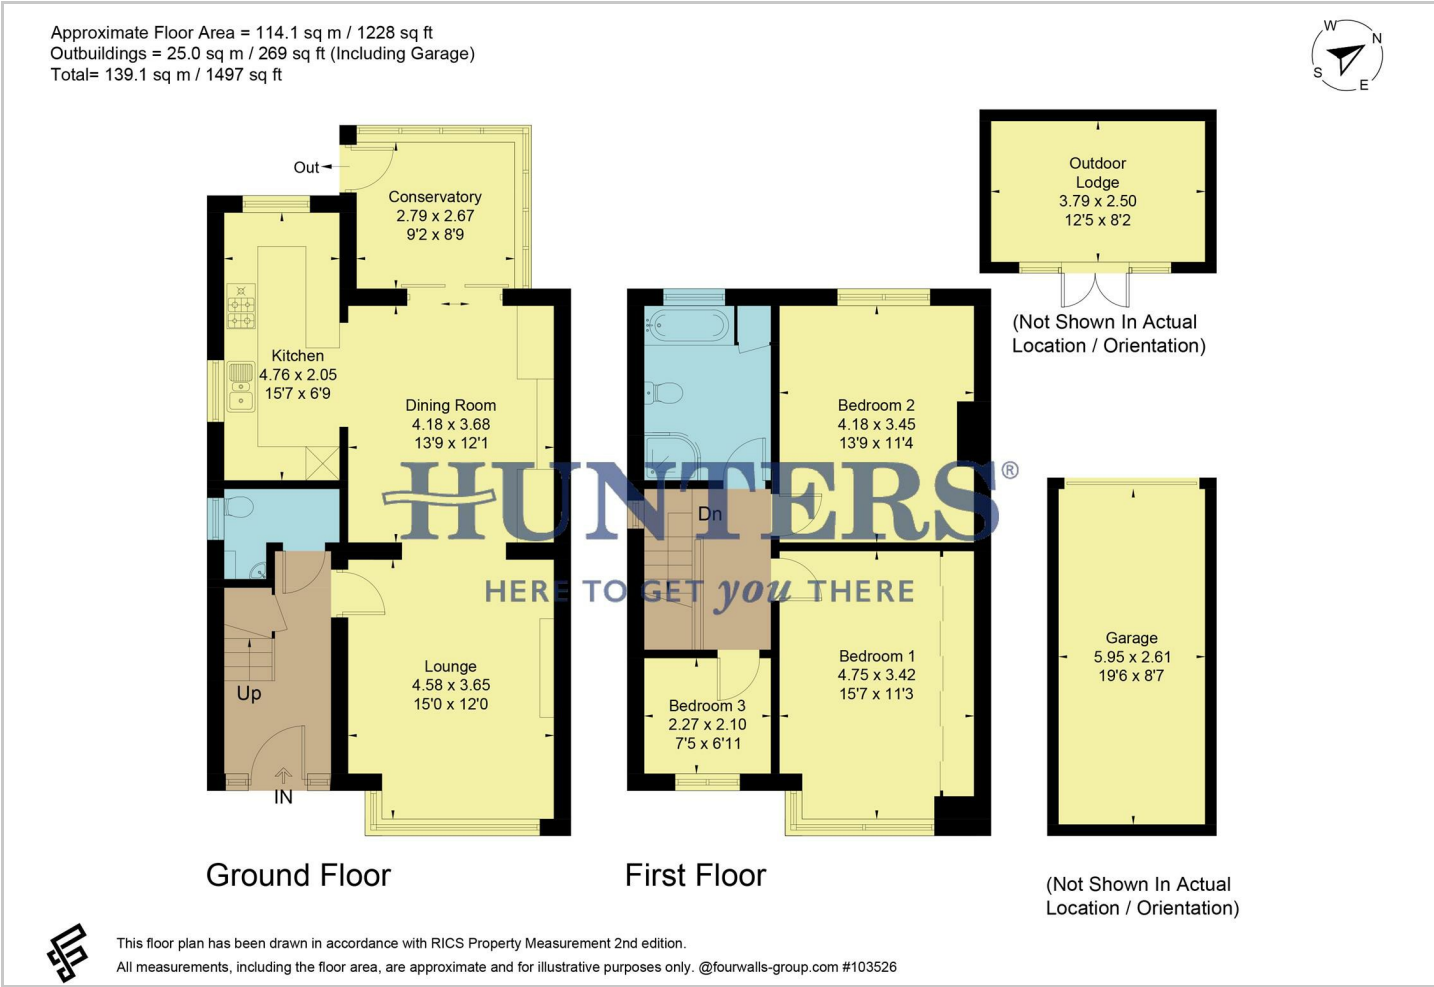 Approximate Floor Area = 114.1 sq m / 1228 sq ft
Outbuildings = 25.0 sq m / 269 sq ft (Including Garage)
Total= 139.1 sq m / 1497 sq ft
W
N
S
E
Out
Conservatory
2.79 x 2.67
9'2 x 8'9
Kitchen
4.76 x 2.05
15'7 x 6'9
Dining Room
4.18 x 3.68
13'9 x 12'1
Lounge
4.58 x 3.65
15'0 x 12'0
Up
IN
Ground Floor
Bedroom 2
4.18 x 3.45
13'9 x 11'4
Dn
Bedroom 1
4.75 x 3.42
15'7 x 11'3
Bedroom 3
2.27 x 2.10
7'5 x 6'11
First Floor
Outdoor
Lodge
3.79 x 2.50
12'5 x 8'2
(Not Shown In Actual
Location / Orientation)
Garage
5.95 x 2.61
19'6 x 8'7
(Not Shown In Actual
Location / Orientation)
HUNTERS®
HERE TO GET you THERE
This floor plan has been drawn in accordance with RICS Property Measurement 2nd edition.
All measurements, including the floor area, are approximate and for illustrative purposes only. @fourwalls-group.com #103526